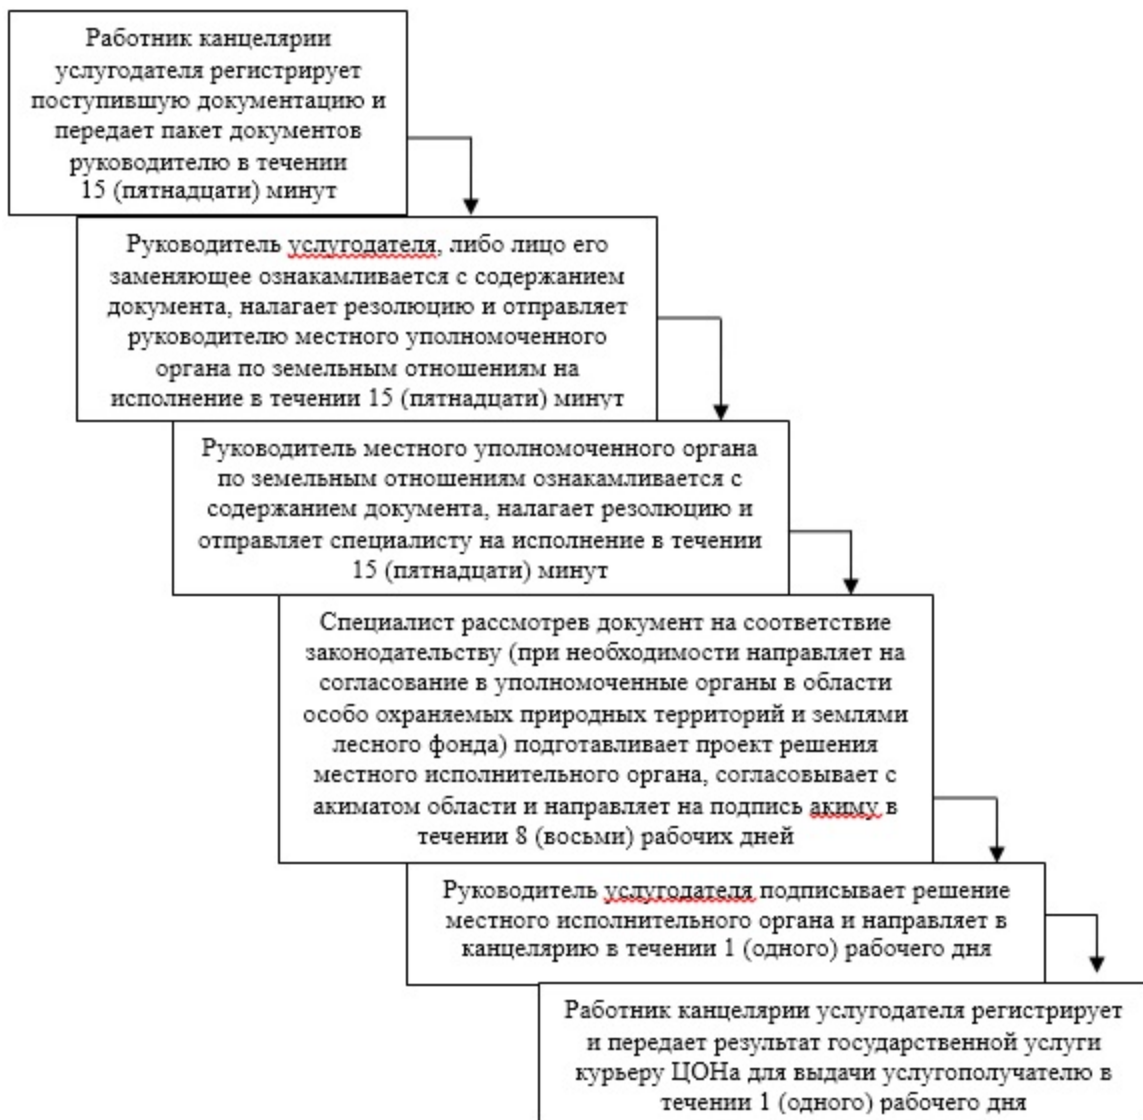 Работник канцелярии
услугодателя регистрирует
поступившую документацию и
передает пакет документов
руководителю в течении
15 (пятнадцати) минут
Руководитель услугодателя, либо лицо его
заменяющее ознакамливается с содержанием
документа, налагает резолюцию и отправляет
руководителю местного уполномоченного
органа по земельным отношениям на
исполнение в течении 15 (пятнадцати) минут
Руководитель местного уполномоченного органа
по земельным отношениям ознакамливается с
содержанием документа, налагает резолюцию и
отправляет специалисту на исполнение в течении
15 (пятнадцати) минут
Специалист рассмотрев документ на соответствие
законодательству (при необходимости направляет на
согласование в уполномоченные органы в области
особо охраняемых природных территорий и землями
лесного фонда) подготавливает проект решения
местного исполнительного органа, согласовывает с
акиматом области и направляет на подпись акиму в
течении 8 (восьми) рабочих дней
Руководитель услугодателя подписывает решение
местного исполнительного органа и направляет в
канцелярию в течении 1 (одного) рабочего дня
Работник канцелярии услугодателя регистрирует
и передает результат государственной услуги
курьеру ЦОНа для выдачи услугополучателю в
течении 1 (одного) рабочего дня